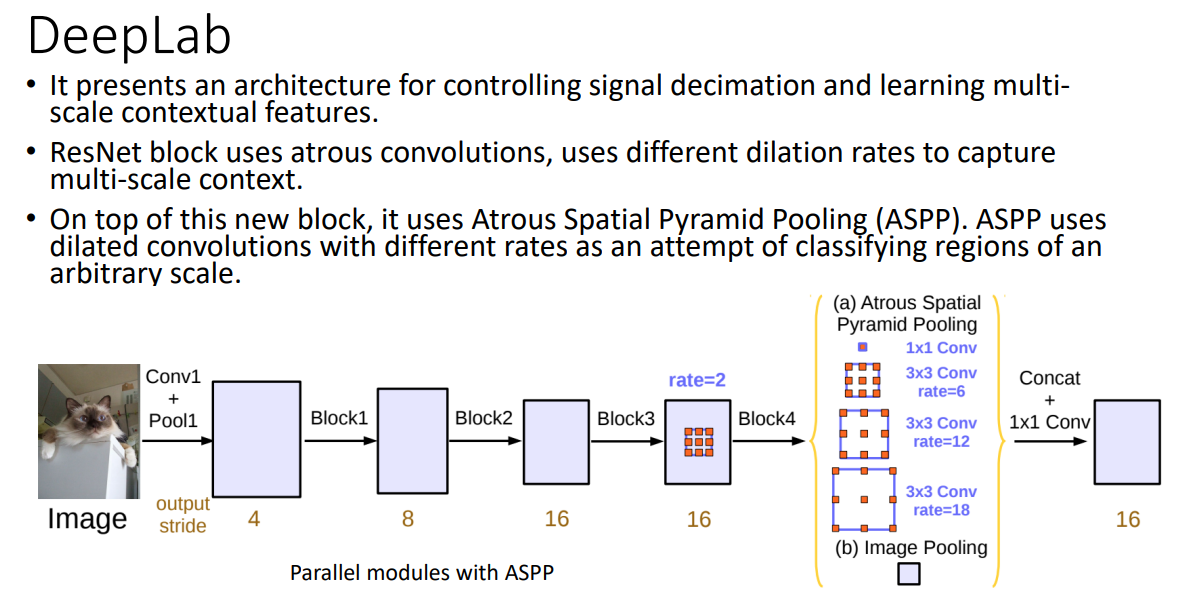 DeepLab
• It presents an architecture for controlling signal decimation and learning multi-
scale contextual features.
• ResNet block uses atrous convolutions, uses different dilation rates to capture
multi-scale context.
• On top of this new block, it uses Atrous Spatial Pyramid Pooling (ASPP). ASPP uses
dilated convolutions with different rates as an attempt of classifying regions of an
arbitrary scale.
Image
Conv1
+
Pool1
output
stride
4
Block1
8
Block2
16
Block3
rate=2
16
Block4
(a) Atrous Spatial
Pyramid Pooling
1x1 Conv
3x3 Conv
rate=6
3x3 Conv
rate=12
3x3 Conv
rate=18
(b) Image Pooling
Concat
+
1x1 Conv
16
Parallel modules with ASPP